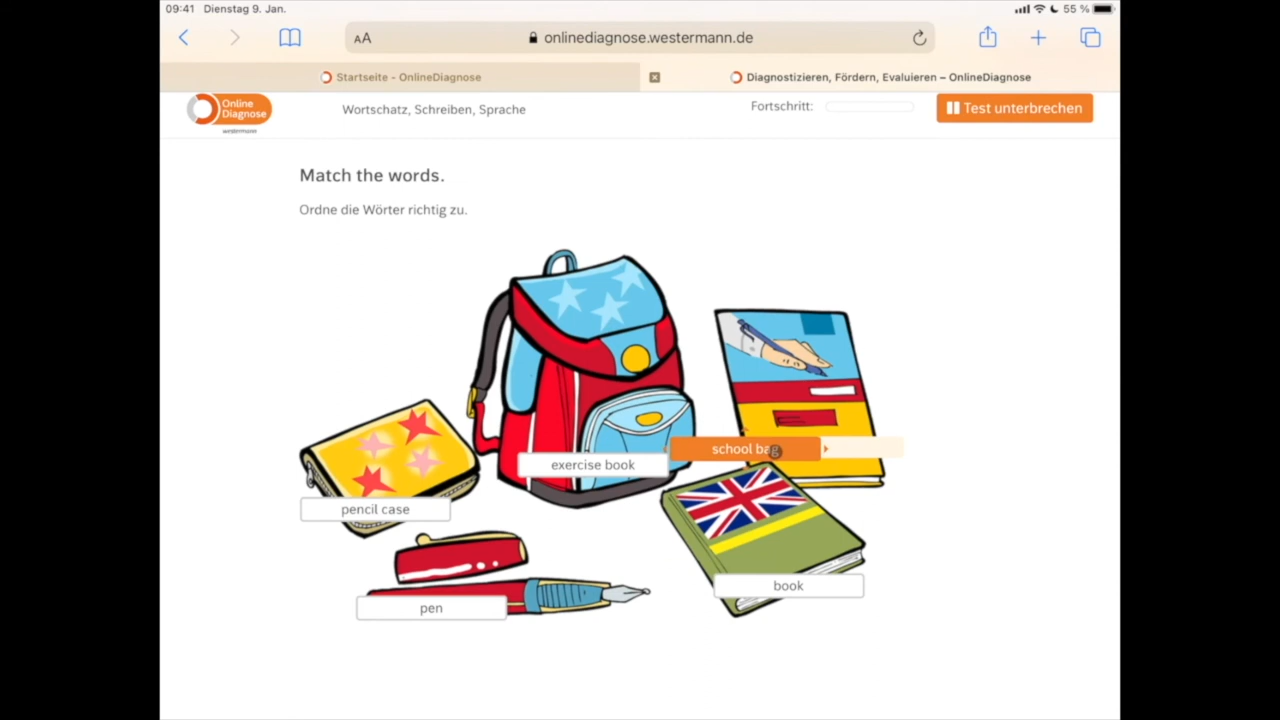 09:41 Dienstag 9. Jan.
55 %
AA
onlinediagnose.westermann.de
Startseite - OnlineDiagnose
Diagnostizieren, Fördern, Evaluieren – OnlineDiagnose
Online
Diagnose
westermann
Wortschatz, Schreiben, Sprache
Fortschritt:
Test unterbrechen
Match the words.
Ordne die Wörter richtig zu.
school bag
exercise book
pencil case
book
pen